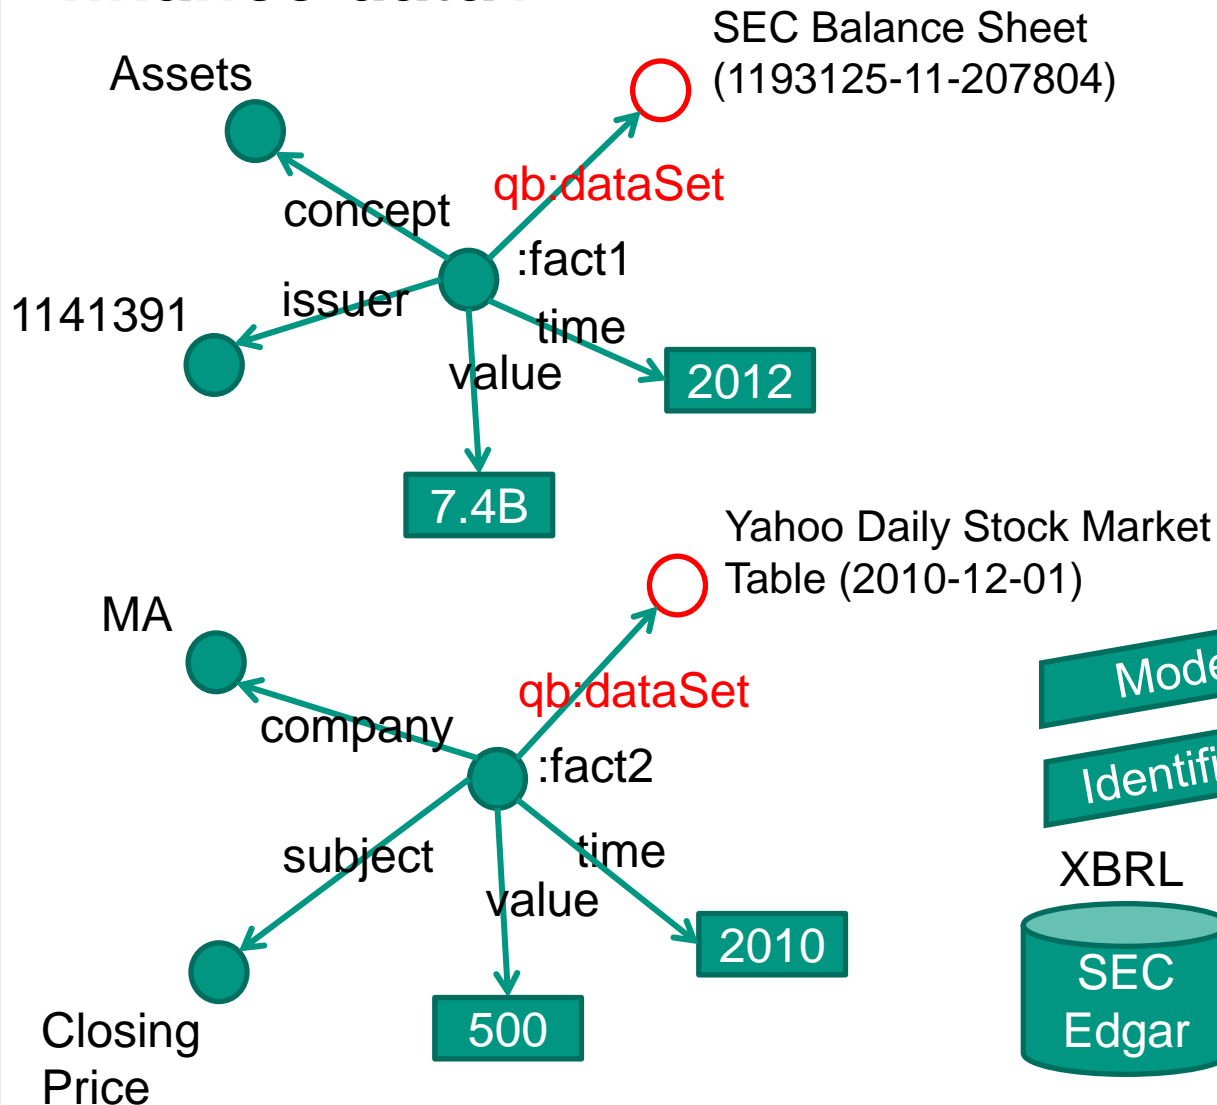 SEC Balance Sheet
(1193125-11-207804)
Assets
qb:dataSet
concept
:fact1
issuer
1141391
time
value
2012
7.4B
Yahoo Daily Stock Market
Table (2010-12-01)
MA
qb:dataSet
company
:fact2
subject
time
value
2010
500
Closing
Price
Mode
Identifi
XBRL
SEC
Edgar